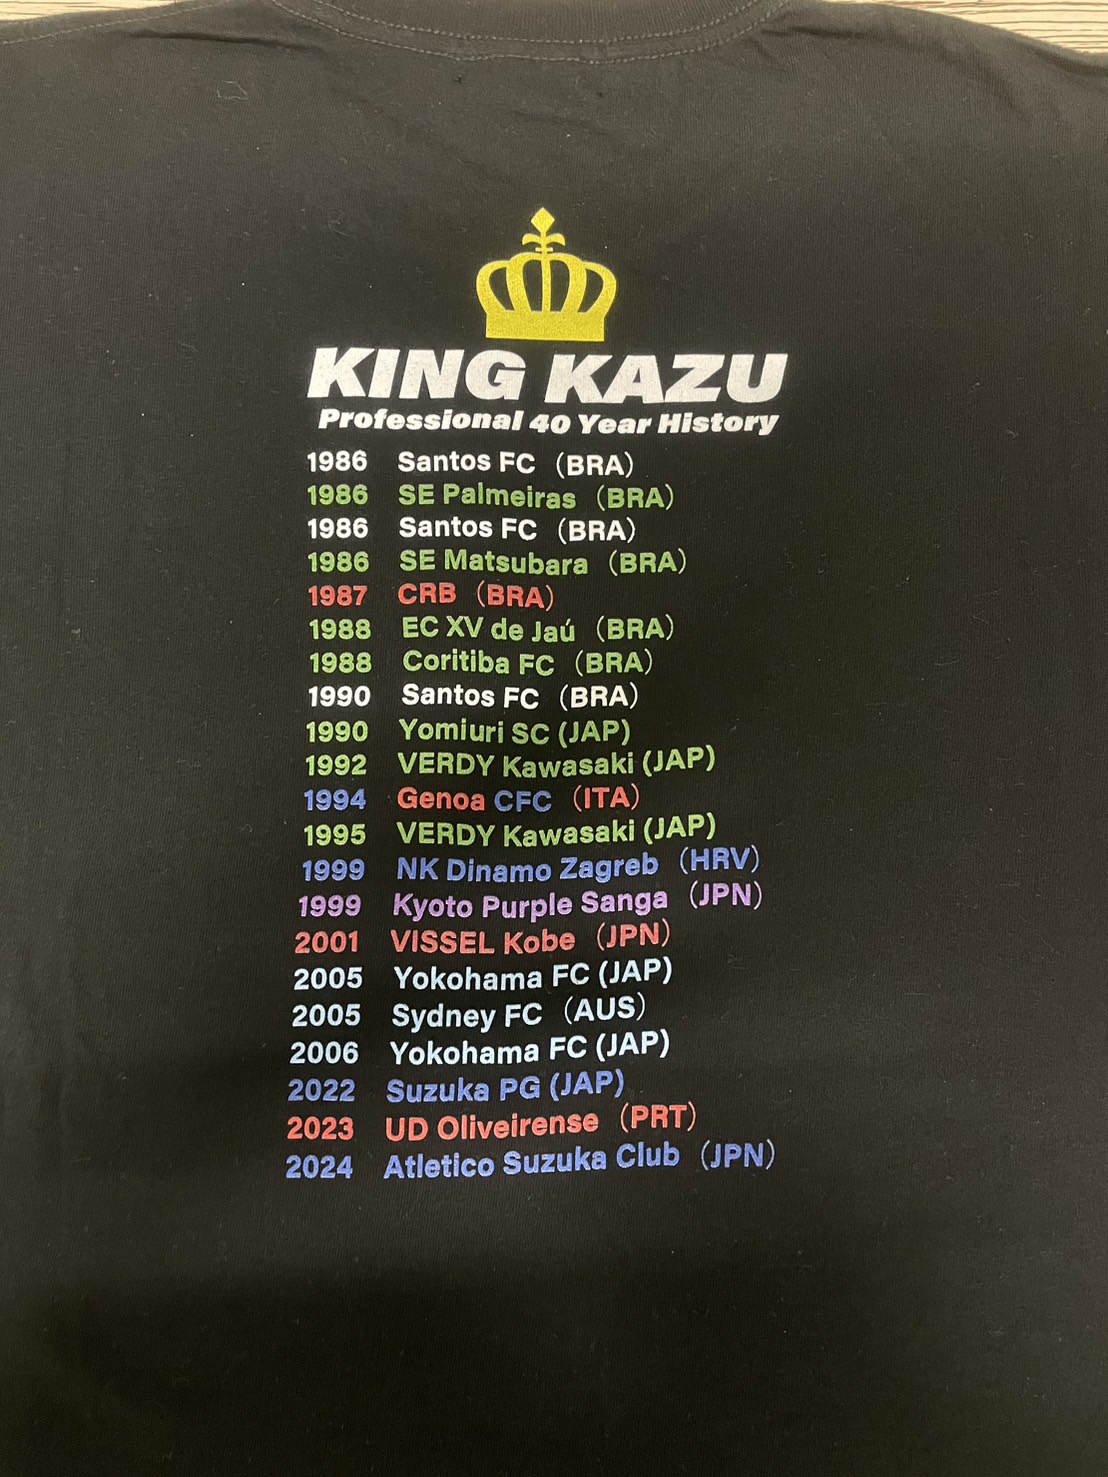 KING KAZU
Professional 40 Year History
1986 Santos FC （BRA）
1986 SE Palmeiras （BRA）
1986 Santos FC （BRA）
1986 SE Matsubara （BRA）
1987 CRB （BRA）
1988 EC XV de Jaú （BRA）
1988 Coritiba FC （BRA）
1990 Santos FC （BRA）
1990 Yomiuri SC (JAP)
1992 VERDY Kawasaki (JAP)
1994 Genoa CFC （ITA）
1995 VERDY Kawasaki (JAP)
1999 NK Dinamo Zagreb （HRV）
1999 Kyoto Purple Sanga （JPN）
2001 VISSEL Kobe （JPN）
2005 Yokohama FC (JAP)
2005 Sydney FC （AUS）
2006 Yokohama FC (JAP)
2022 Suzuka PG (JAP)
2023 UD Oliveirense （PRT）
2024 Atletico Suzuka Club （JPN）